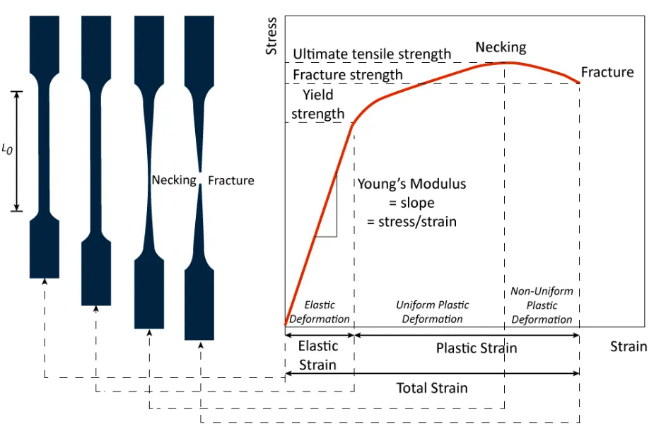 Stress
Ultimate tensile strength
Necking
Fracture strength
Fracture
Yield
strength
L0
Necking
Fracture
Young's Modulus
= slope
= stress/strain
Elastic
Deformation
Uniform Plastic
Deformation
Non-Uniform
Plastic
Deformation
Elastic
Strain
Plastic Strain
Strain
Total Strain